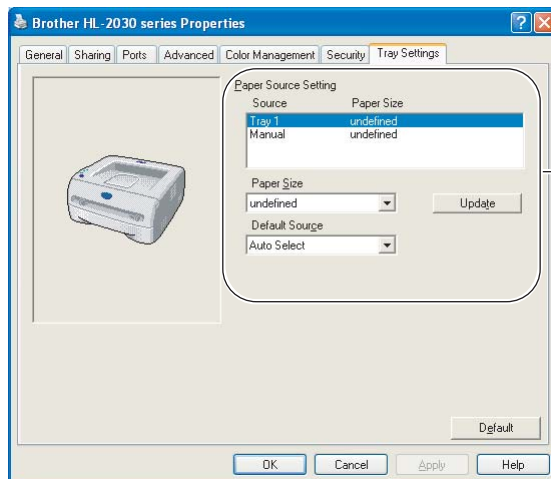 Brother HL-2030 series Properties
General Sharing Ports Advanced Color Management Security Tray Settings
Paper Source Setting
Source Paper Size
Tray 1 undefined
Manual undefined
Paper Size
undefined Update
Default Source
Auto Select
Default
OK Cancel Apply Help